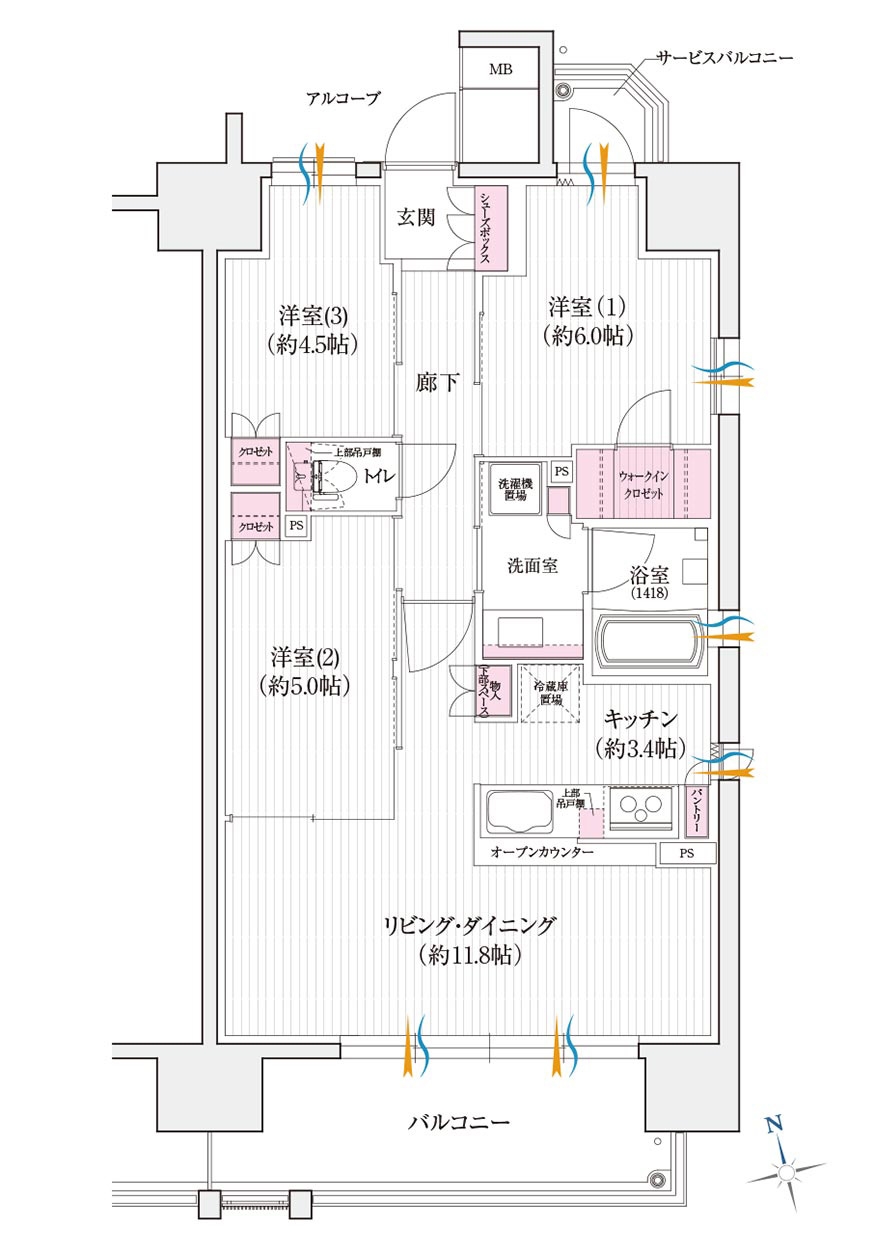 MB
サービスバルコニー
アルコーブ
玄関
シューズボックス
洋室(3)
(約4.5帖)
洋室(1)
(約6.0帖)
廊下
クロゼット
上部吊戸棚
トイレ
洗濯機
置場
PS
ウォークイン
クロゼット
クロゼット
PS
洗面室
浴室
(1418)
洋室(2)
(約5.0帖)
物入
(下部スペース)
冷蔵庫
置場
キッチン
(約3.4帖)
上部
吊戸棚
パントリー
オープンカウンター
PS
リビング・ダイニング
(約11.8帖)
バルコニー
N